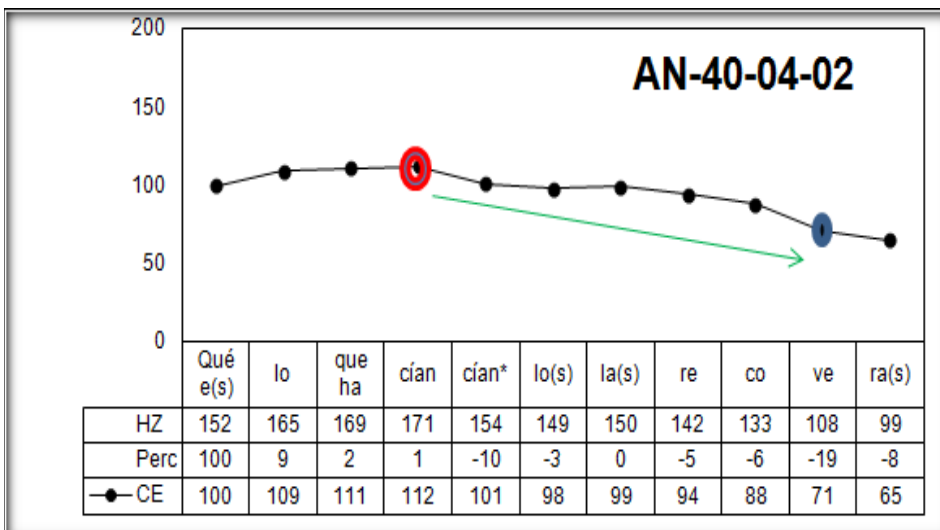 200
AN-40-04-02
150
100
50
0
Qué e(s) lo que ha cían cían* lo(s) la(s) re co ve ra(s)
HZ 152 165 169 171 154 149 150 142 133 108 99
Perc 100 9 2 1 -10 -3 0 -5 -6 -19 -8
CE 100 109 111 112 101 98 99 94 88 71 65